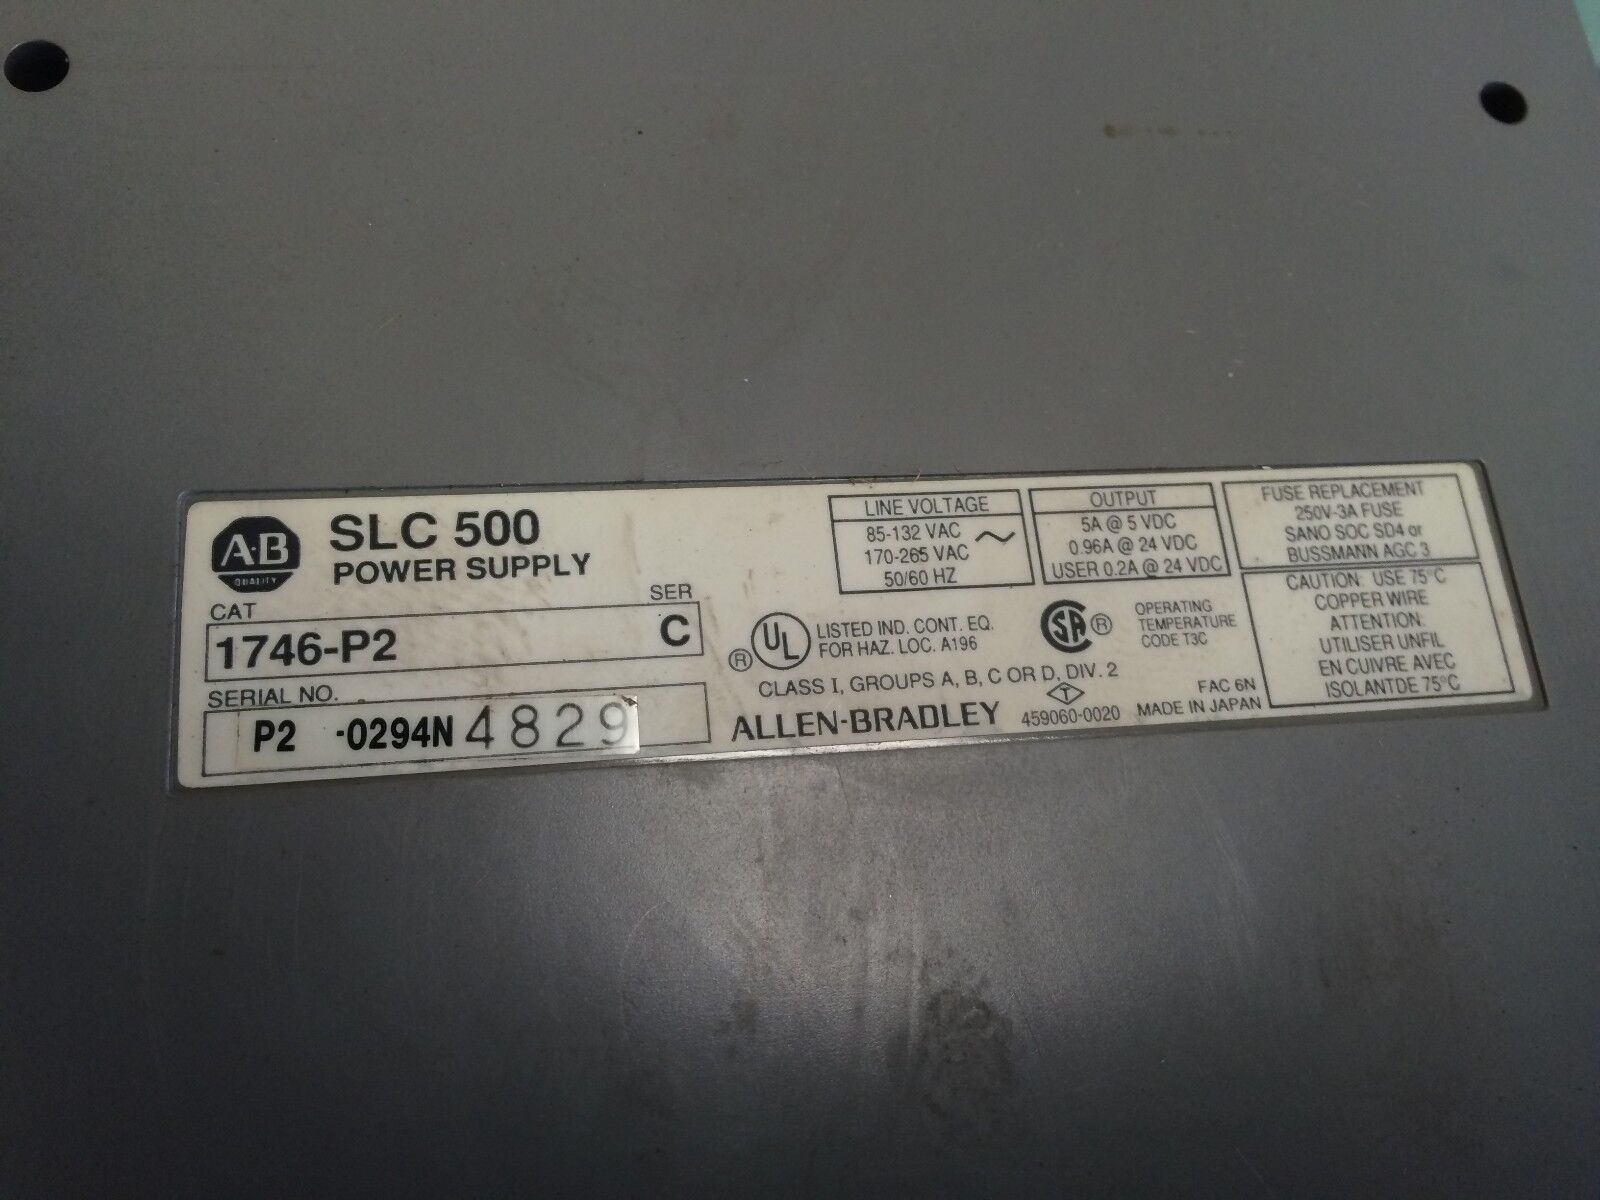 A·B
QUALITY
SLC 500
POWER SUPPLY
CAT
SER
1746-P2
C
SERIAL NO.
P2 -0294N 4829
LINE VOLTAGE
85-132 VAC
170-265 VAC
50/60 HZ
OUTPUT
5A @ 5 VDC
0.96A @ 24 VDC
USER 0.2A @ 24 VDC
FUSE REPLACEMENT
250V-3A FUSE
SANO SOC SD4 or
BUSSMANN AGC 3
UL
®
LISTED IND. CONT. EQ.
FOR HAZ. LOC. A196
SA ®
OPERATING
TEMPERATURE
CODE T3C
CLASS I, GROUPS A, B, C OR D, DIV. 2
ALLEN-BRADLEY
T
459060-0020
FAC 6N
MADE IN JAPAN
CAUTION: USE 75°C
COPPER WIRE
ATTENTION:
UTILISER UNFIL
EN CUIVRE AVEC
ISOLANTDE 75°C